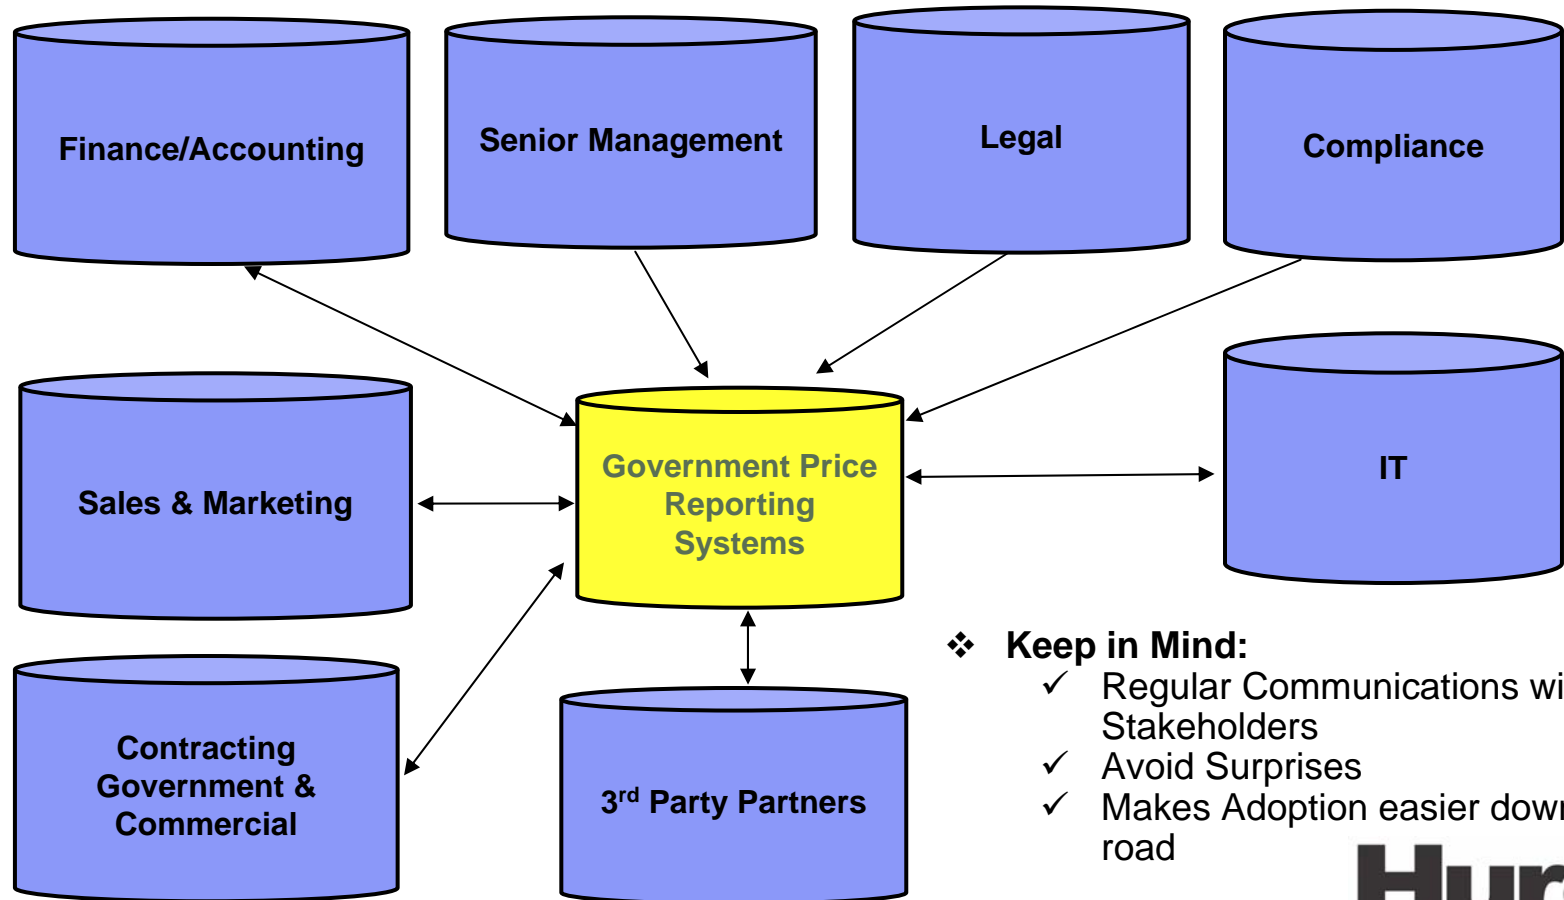 Finance/Accounting
Senior Management
Legal
Compliance
Sales & Marketing
Government Price
Reporting
Systems
IT
Contracting
Government &
Commercial
3rd Party Partners
❖ Keep in Mind:
✓ Regular Communications
Stakeholders
✓ Avoid Surprises
✓ Makes Adoption easier down
road